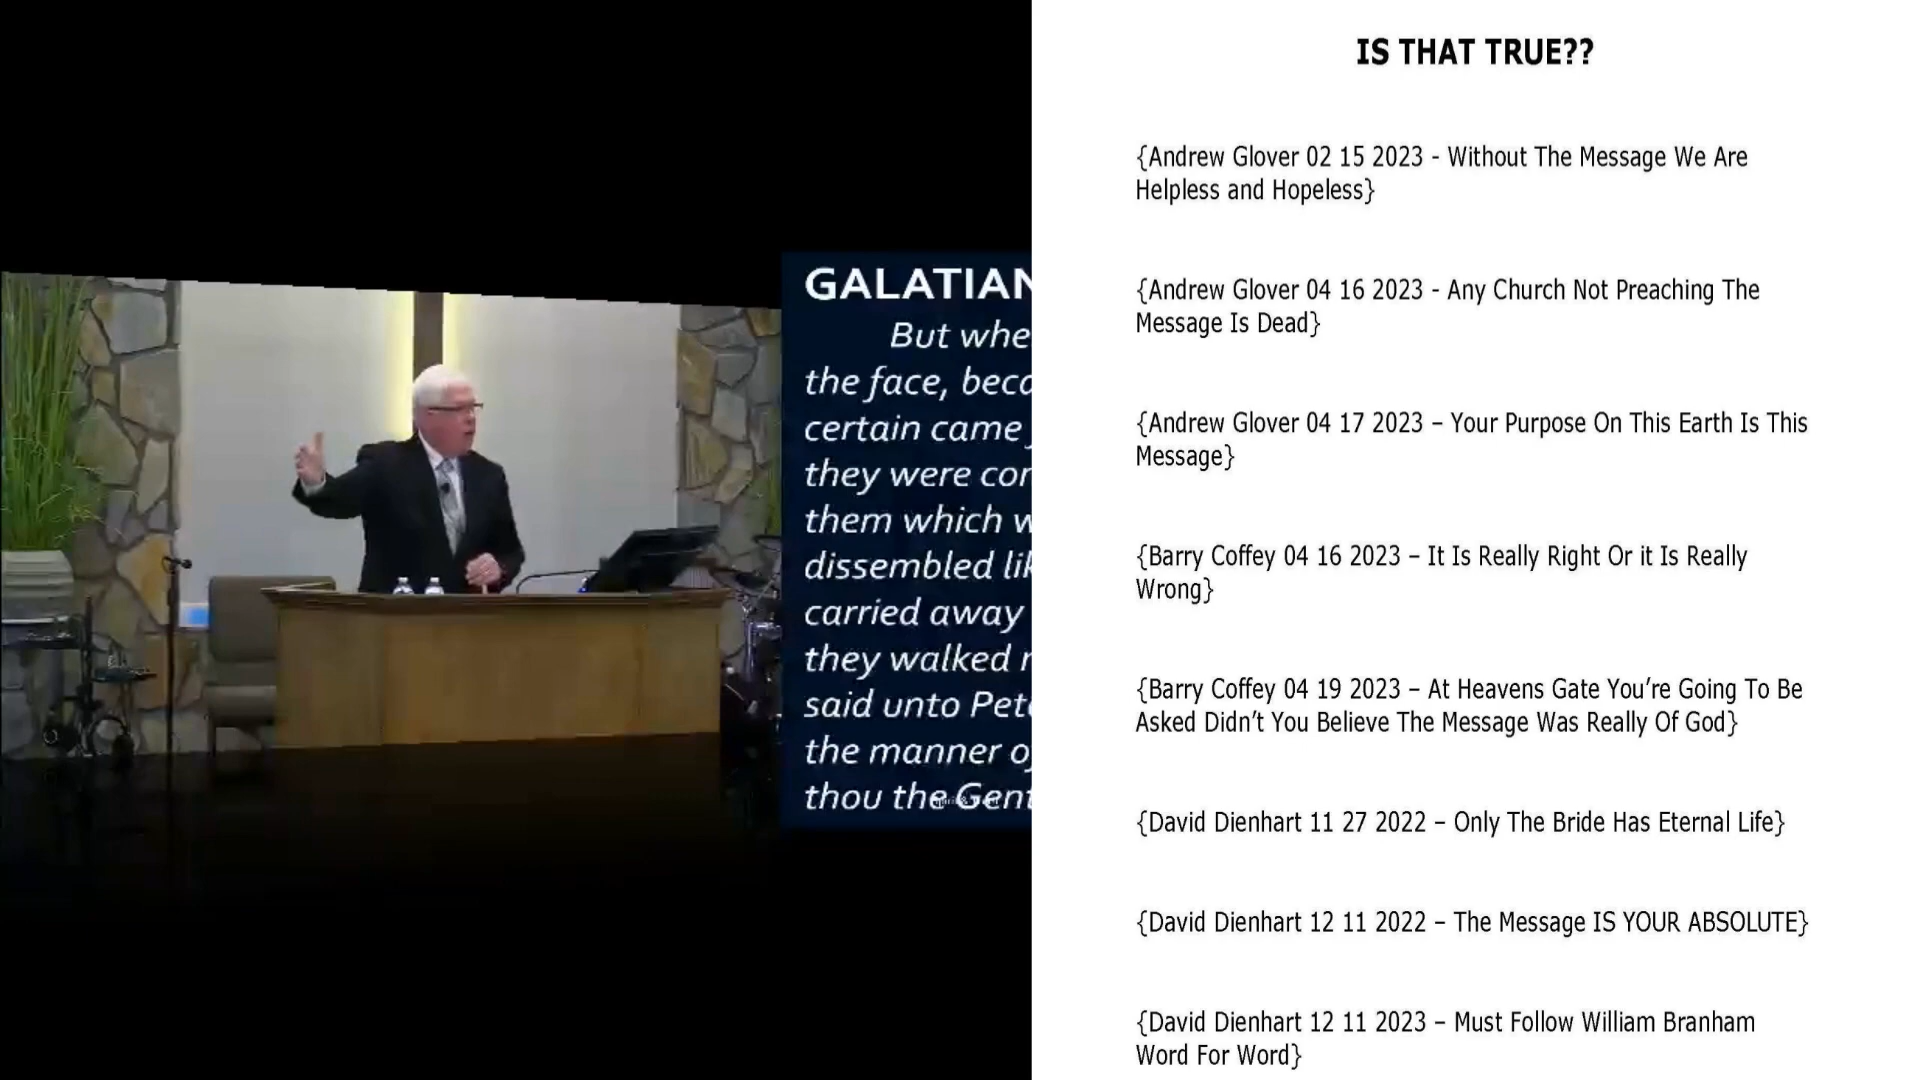 GALATIAN
But whe
the face, beca
certain came
they were con
them which w
dissembled lik
carried away
they walked
said unto Pet
the manner o
thou the Gent
IS THAT TRUE??
{Andrew Glover 02 15 2023 - Without The Message We Are
Helpless and Hopeless}
{Andrew Glover 04 16 2023 - Any Church Not Preaching The
Message Is Dead}
{Andrew Glover 04 17 2023 – Your Purpose On This Earth Is This
Message}
{Barry Coffey 04 16 2023 – It Is Really Right Or it Is Really
Wrong}
{Barry Coffey 04 19 2023 – At Heavens Gate You’re Going To Be
Asked Didn’t You Believe The Message Was Really Of God}
{David Dienhart 11 27 2022 – Only The Bride Has Eternal Life}
{David Dienhart 12 11 2022 – The Message IS YOUR ABSOLUTE}
{David Dienhart 12 11 2023 – Must Follow William Branham
Word For Word}